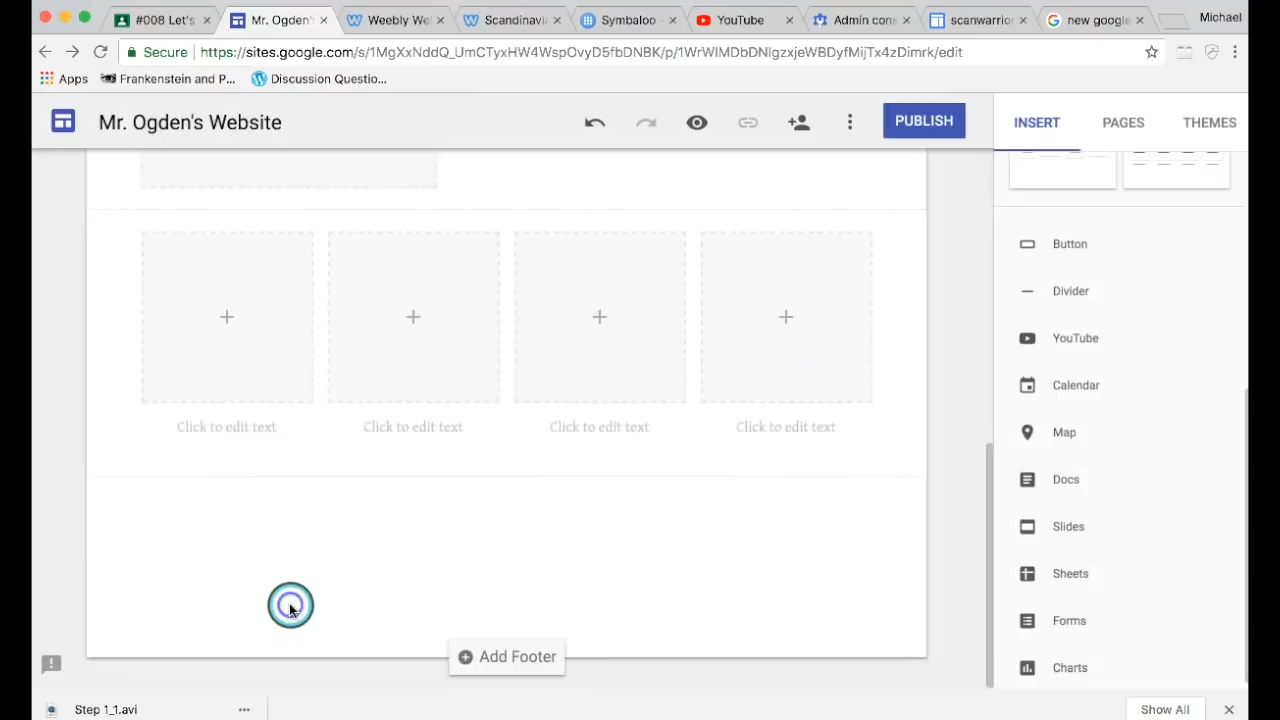 #008 Let's
Mr. Ogden's
Weebly We
Scandinavi
Symbaloo
YouTube
Admin cons
scanwarrio
new google
Michael
Secure
https://sites.google.com/s/1MgXxNddQ_UmCTyxHW4WspOvyD5fbDNBK/p/1WrWlMDbDNlgzxjeWBDyfMijTx4zDimrk/edit
Apps
Frankenstein and P...
Discussion Questio...
Mr. Ogden's Website
PUBLISH
INSERT
PAGES
THEMES
Button
Divider
YouTube
Calendar
Map
Docs
Slides
Sheets
Forms
Charts
Click to edit text
Click to edit text
Click to edit text
Click to edit text
Add Footer
Step 1_1.avi
Show All